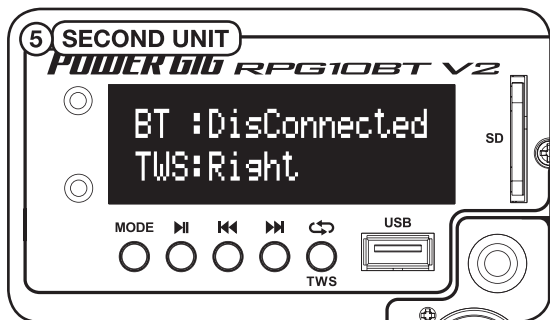 5 SECOND UNIT
POWER GIG RPG10BT V2
BT :DisConnected
TWS:Right
SD
MODE
USB
TWS